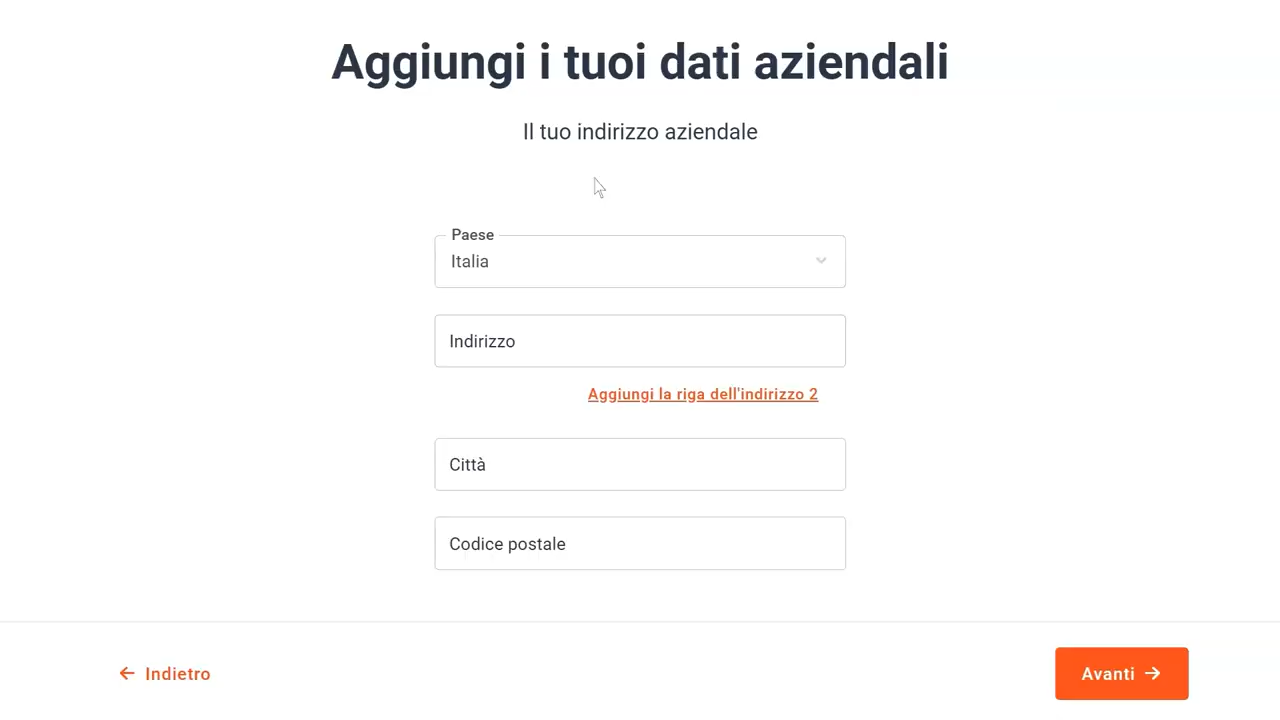 Aggiungi i tuoi dati aziendali
Il tuo indirizzo aziendale
Paese
Italia
Indirizzo
Aggiungi la riga dell'indirizzo 2
Città
Codice postale
Indietro
Avanti